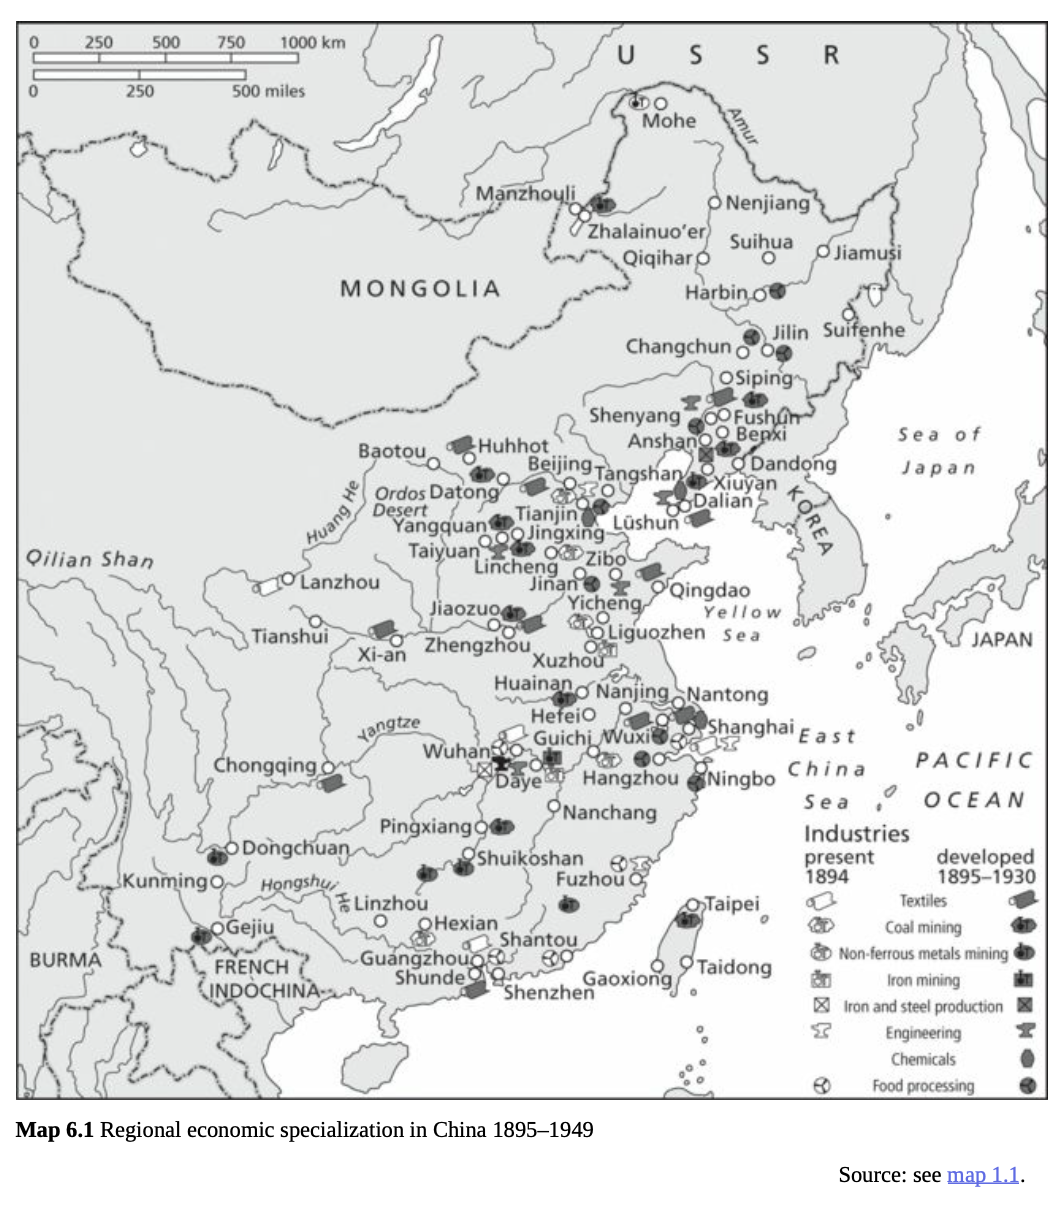 0 250 500 750 1000 km
0 250 500 miles
U S S R
Amur
Mohe
Manzhouli
Nenjiang
Zhalainuo'er
Suihua
Qiqihar
Jiamusi
MONGOLIA
Harbin
Suifenhe
Jilin
Changchun
Siping
Shenyang
Fushun
Anshan
Benxi
Sea of
Japan
Baotou
Huhhot
Beijing
Tangshan
Dandong
Xiuyan
Ordos
Desert
Datong
Dalian
Huang He
Tianjin
Lüshun
KOREA
Yangquan
Jingxing
Taiyuan
Lincheng
Zibo
Qilian Shan
Lanzhou
Jinan
Qingdao
Yicheng
Yellow
Sea
Jiaozuo
Tianshui
Xi-an
Zhengzhou
Liguozhen
JAPAN
Xuzhou
Huainan
Nanjing
Nantong
Hefei
Yangtze
Guichi
Wuxi
Shanghai
East
China
Sea
Wuhan
Chongqing
Daye
Hangzhou
Ningbo
PACIFIC
OCEAN
Nanchang
Pingxiang
Dongchuan
Shuikoshan
Kunming
Hongshui He
Fuzhou
Linzhou
Taipei
Gejiu
Hexian
Shantou
BURMA
FRENCH
INDOCHINA
Guangzhou
Shunde
Shenzhen
Gaoxiong
Taidong
Industries
present developed
1894 1895–1930
Textiles
Coal mining
Non-ferrous metals mining
Iron mining
Iron and steel production
Engineering
Chemicals
Food processing
Map 6.1 Regional economic specialization in China 1895–1949
Source: see map 1.1.